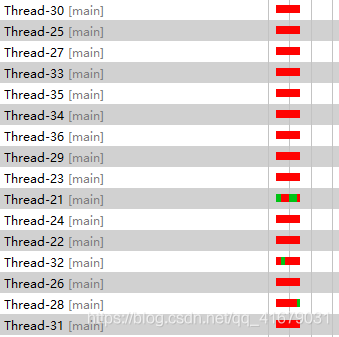 Thread-30 [main]
Thread-25 [main]
Thread-27 [main]
Thread-33 [main]
Thread-35 [main]
Thread-34 [main]
Thread-36 [main]
Thread-29 [main]
Thread-23 [main]
Thread-21 [main]
Thread-24 [main]
Thread-22 [main]
Thread-32 [main]
Thread-26 [main]
Thread-28 [main]
https://blog.csdn.net/qq_41679031
Thread-31 [main]